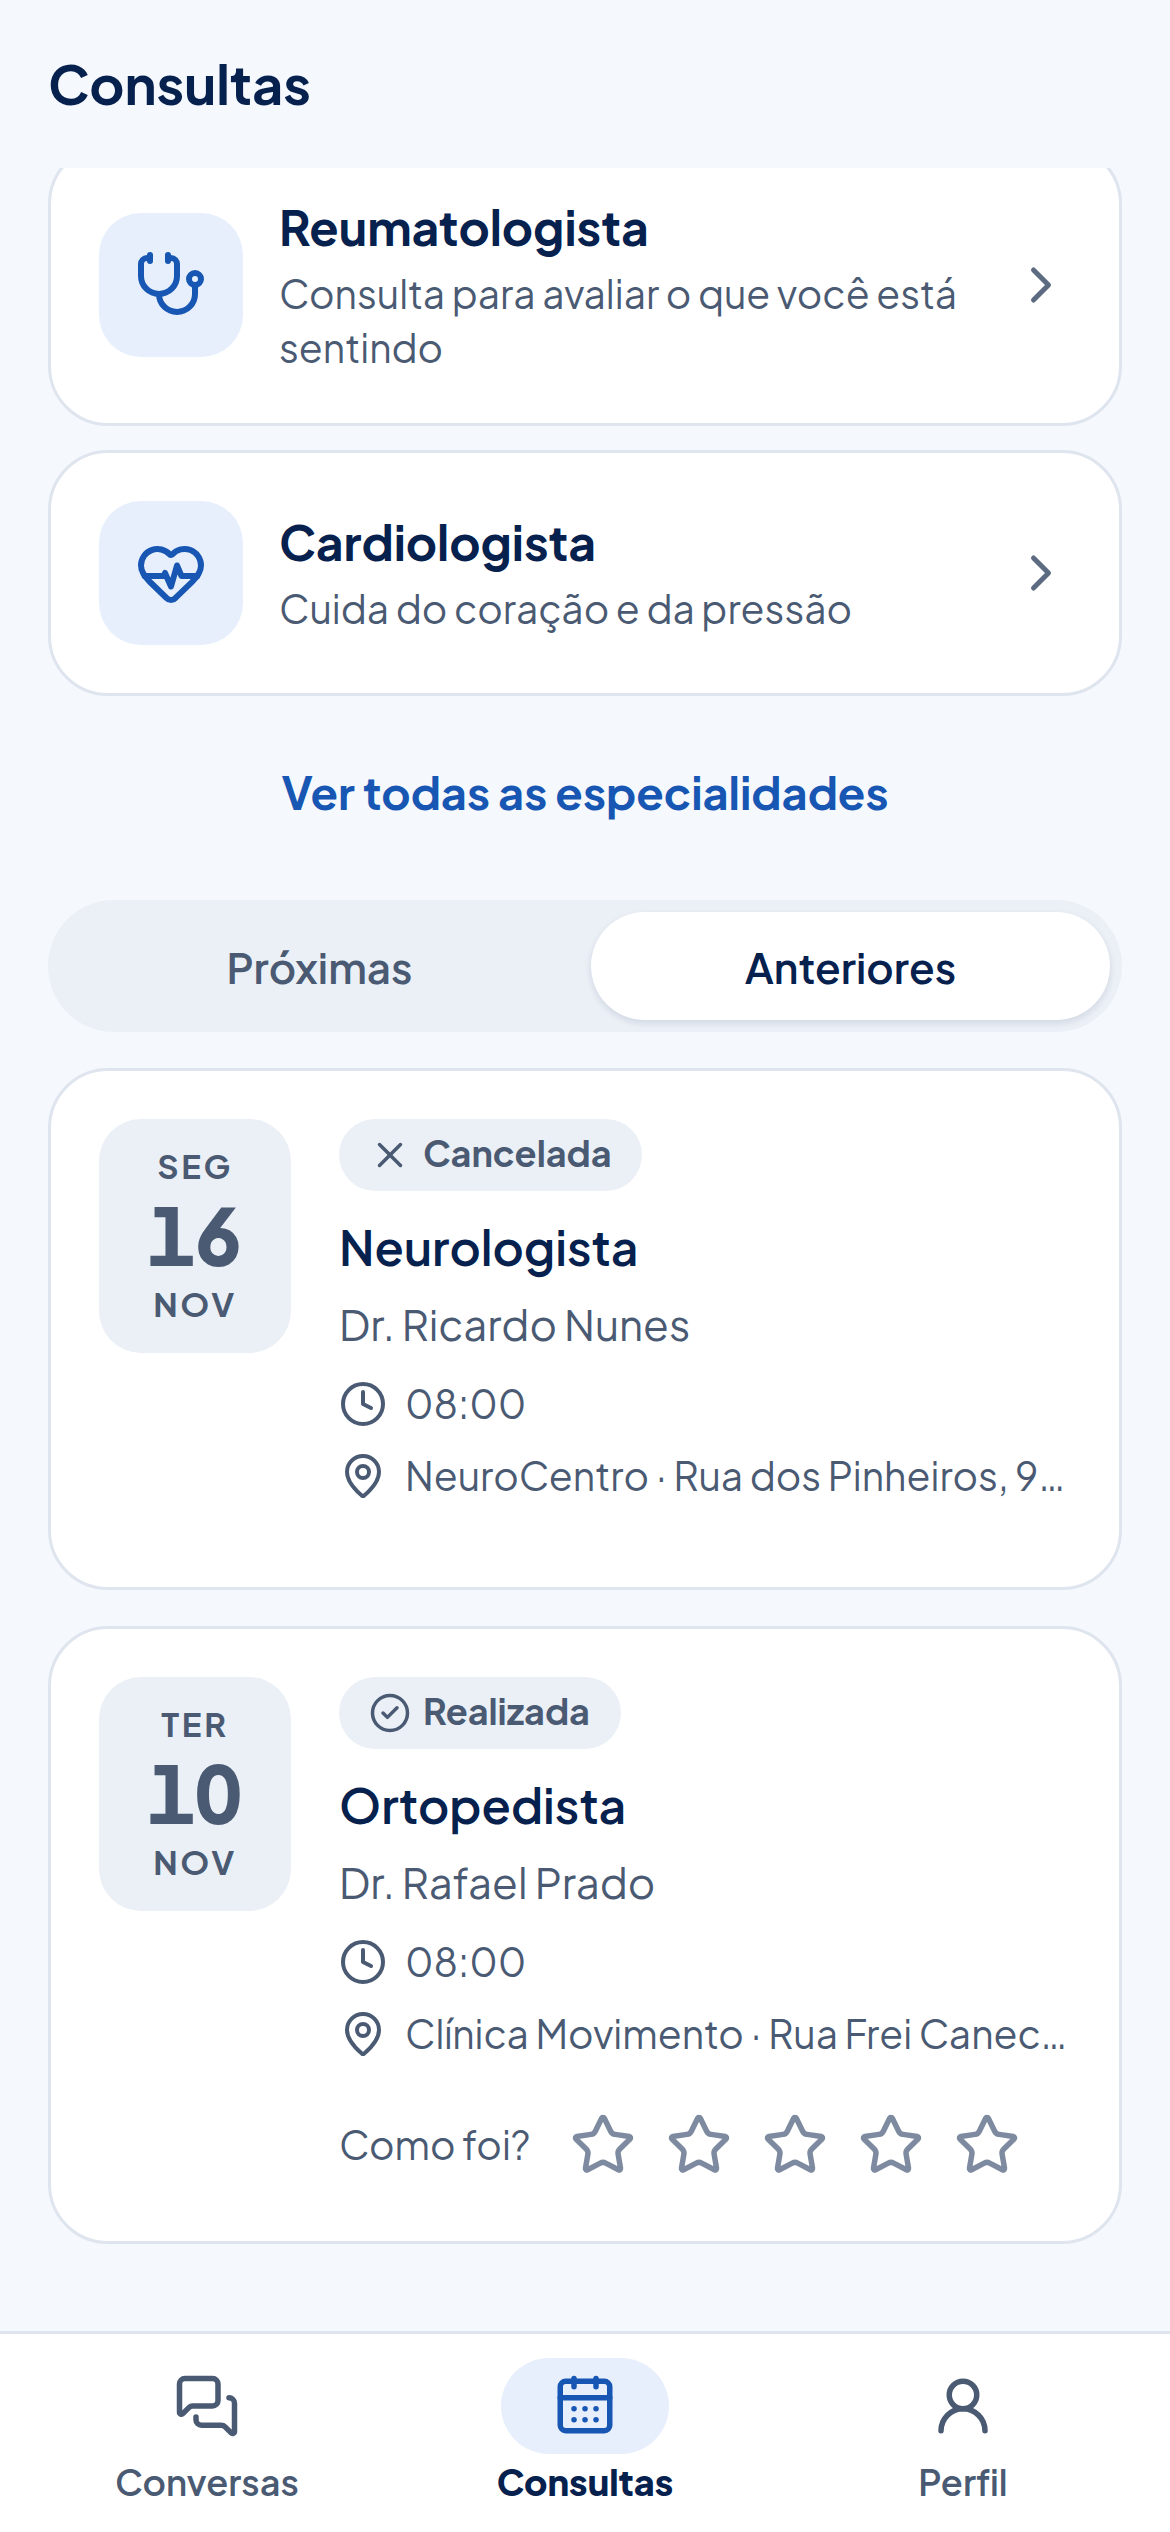 Consultas
Reumatologista
Consulta para avaliar o que você está
sentindo
Cardiologista
Cuida do coração e da pressão
Ver todas as especialidades
Próximas
Anteriores
SEG
16
NOV
Cancelada
Neurologista
Dr. Ricardo Nunes
08:00
NeuroCentro · Rua dos Pinheiros, 9...
TER
10
NOV
Realizada
Ortopedista
Dr. Rafael Prado
08:00
Clínica Movimento · Rua Frei Canec...
Como foi?
Conversas
Consultas
Perfil